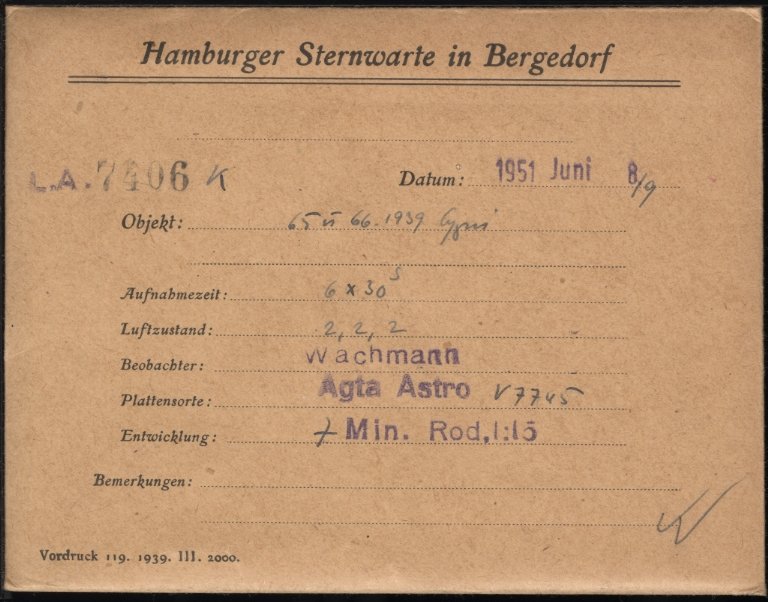 Hamburger Sternwarte in Bergedorf
L.A. 7406 K Datum: 1951 Juni 8/9
Objekt: 65 u 66.1939 Cygni
Aufnahmezeit: 6 x 30 s
Luftzustand: 2, 2, 2
Beobachter: Wachmann
Plattensorte: Agfa Astro V7745
Entwicklung: 7 Min. Rod, 1:15
Bemerkungen:
Vordruck 119. 1939. III. 2000.